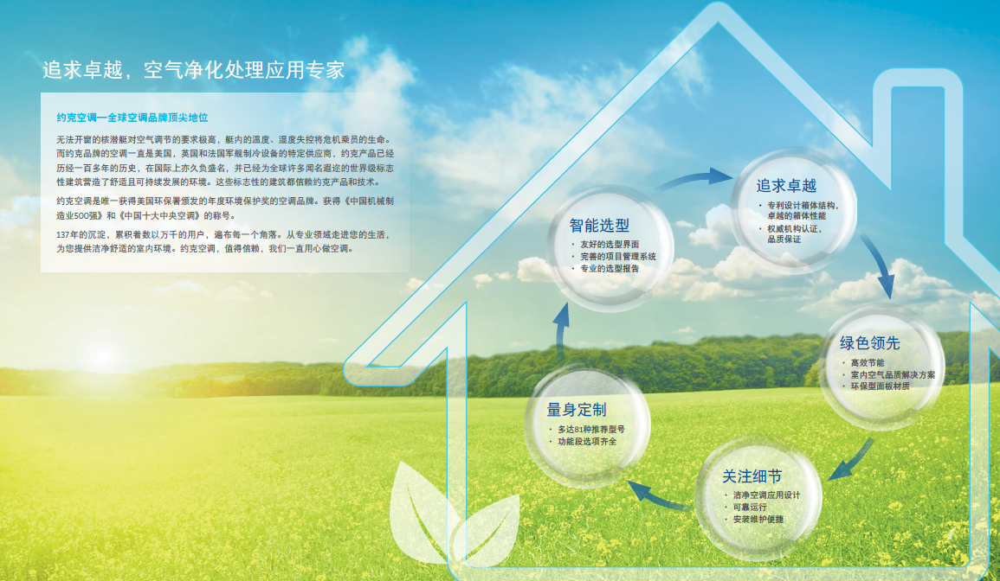 追求卓越，空气净化处理应用专家
约克空调—全球空调品牌顶尖地位
无法开窗的核潜艇对空气调节的要求极高，艇内的温度、湿度失控将危机乘员的生命。
而约克品牌的空调一直是美国，英国和法国军舰制冷设备的特定供应商，约克产品已经
历经一百多年的历史，在国际上亦久负盛名，并已经为全球许多闻名遐迩的世界级标志
性建筑营造了舒适且可持续发展的环境。这些标志性的建筑都信赖约克产品和技术。
约克空调是唯一获得美国环保署颁发的年度环境保护奖的空调品牌。获得《中国机械制
造业500强》和《中国十大中央空调》的称号。
137年的沉淀，累积着数以万千的用户，遍布每一个角落。从专业领域走进您的生活，
为您提供洁净舒适的室内环境。约克空调，值得信赖，我们一直用心做空调。
追求卓越
• 专利设计箱体结构，
卓越的箱体性能
• 权威机构认证，
品质保证
智能选型
• 友好的选型界面
• 完善的项目管理系统
• 专业的选型报告
绿色领先
• 高效节能
• 室内空气品质解决方案
• 环保型面板材质
量身定制
• 多达81种推荐型号
• 功能段选项齐全
关注细节
• 洁净空调应用设计
• 可靠运行
• 安装维护便捷